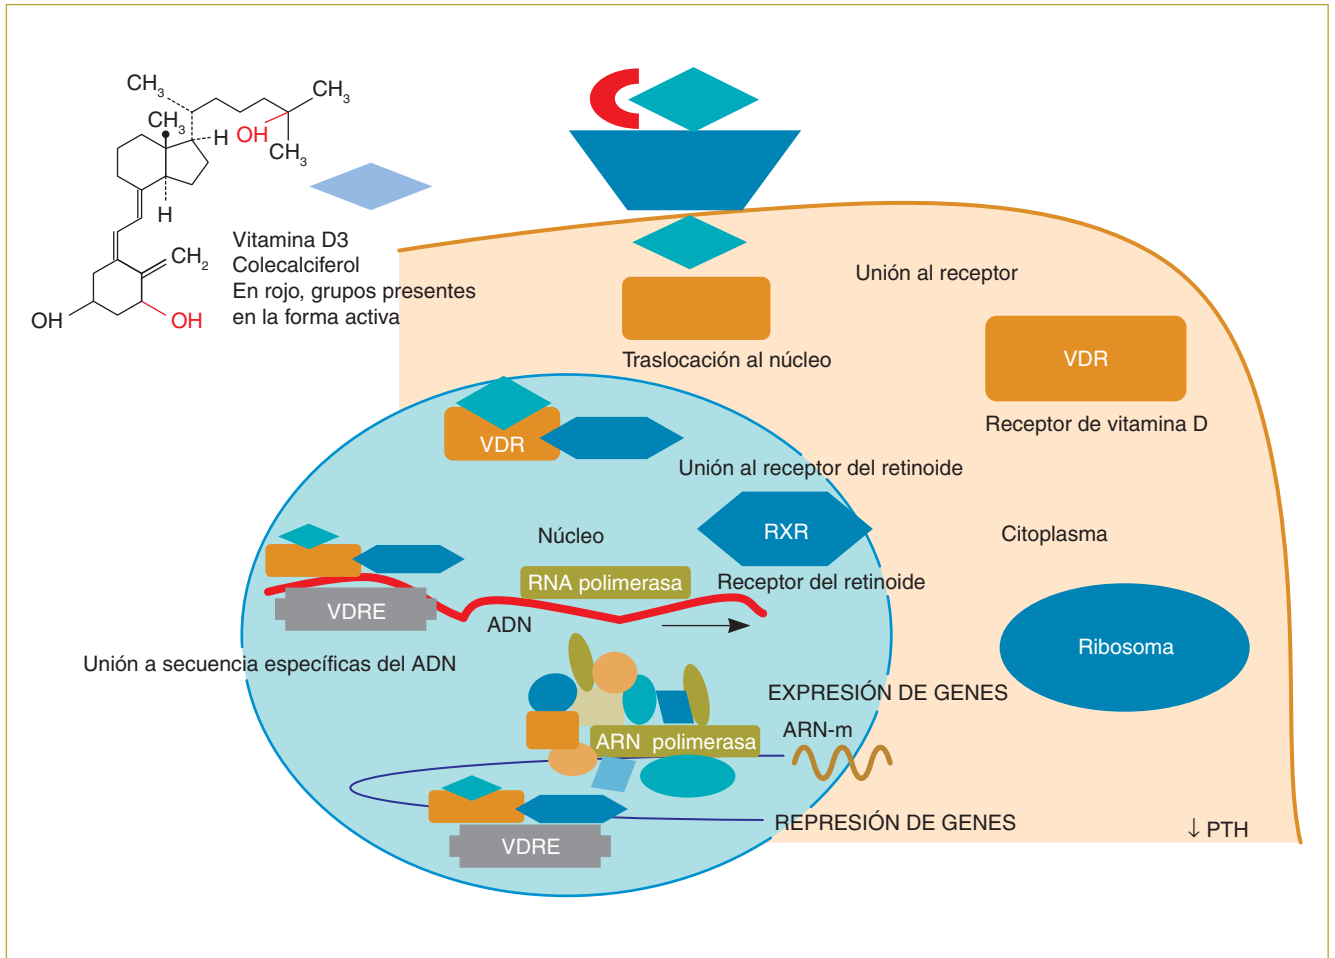 CH3
CH3
CH3
H
OH
CH3
H
CH2
OH
OH
Vitamina D3
Colecalciferol
En rojo, grupos presentes
en la forma activa
Unión al receptor
Traslocación al núcleo
VDR
Receptor de vitamina D
VDR
Unión al receptor del retinoide
Núcleo
RXR
Citoplasma
RNA polimerasa
Receptor del retinoide
VDRE
ADN
Ribosoma
Unión a secuencia específicas del ADN
EXPRESIÓN DE GENES
ARN-m
ARN polimerasa
REPRESIÓN DE GENES
↓ PTH
VDRE